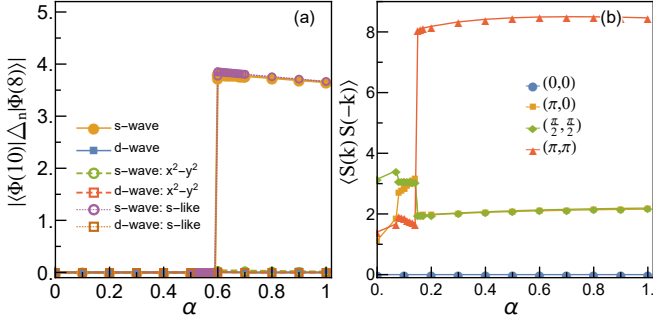 (a)
|⟨Φ(10)|△ₙ|Φ(8)⟩|
5.
4.
3.
2.
1.
0.
s-wave
d-wave
s-wave: x²-y²
d-wave: x²-y²
s-wave: s-like
d-wave: s-like
0 0.2 0.4 0.6 0.8 1.0
α
(b)
⟨S(k) S(-k)⟩
8
6
4
2
0
(0,0)
(π,0)
(π/2,π/2)
(π,π)
0. 0.2 0.4 0.6 0.8 1.
α